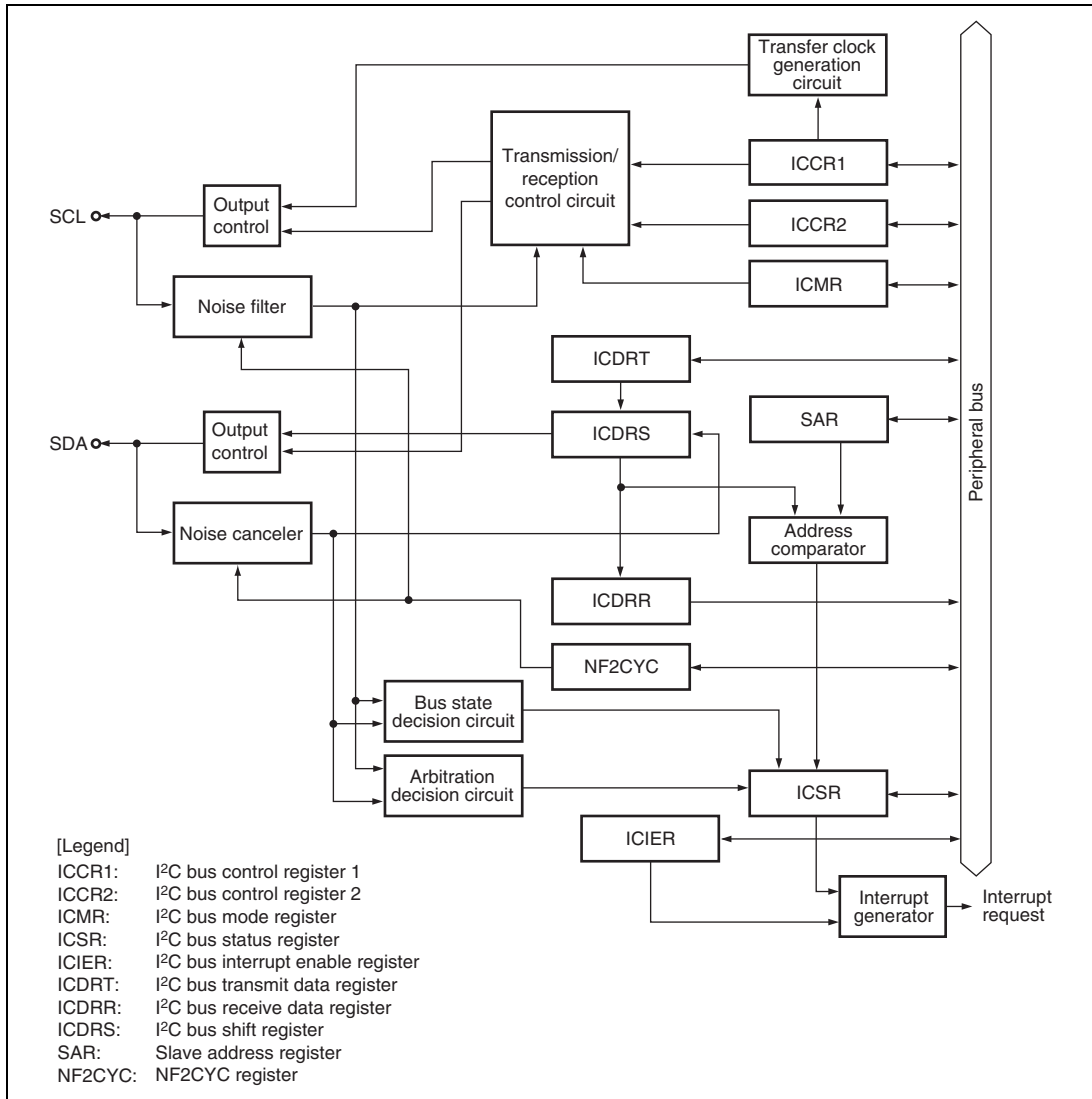 Transfer clock
generation
circuit
Transmission/
reception
control circuit
ICCR1
SCL
Output
control
ICCR2
ICMR
Noise filter
ICDRT
SDA
Output
control
ICDRS
SAR
Peripheral bus
Noise canceler
Address
comparator
ICDRR
NF2CYC
Bus state
decision circuit
Arbitration
decision circuit
ICSR
ICIER
Interrupt
generator
Interrupt
request
[Legend]
ICCR1: I²C bus control register 1
ICCR2: I²C bus control register 2
ICMR: I²C bus mode register
ICSR: I²C bus status register
ICIER: I²C bus interrupt enable register
ICDRT: I²C bus transmit data register
ICDRR: I²C bus receive data register
ICDRS: I²C bus shift register
SAR: Slave address register
NF2CYC: NF2CYC register